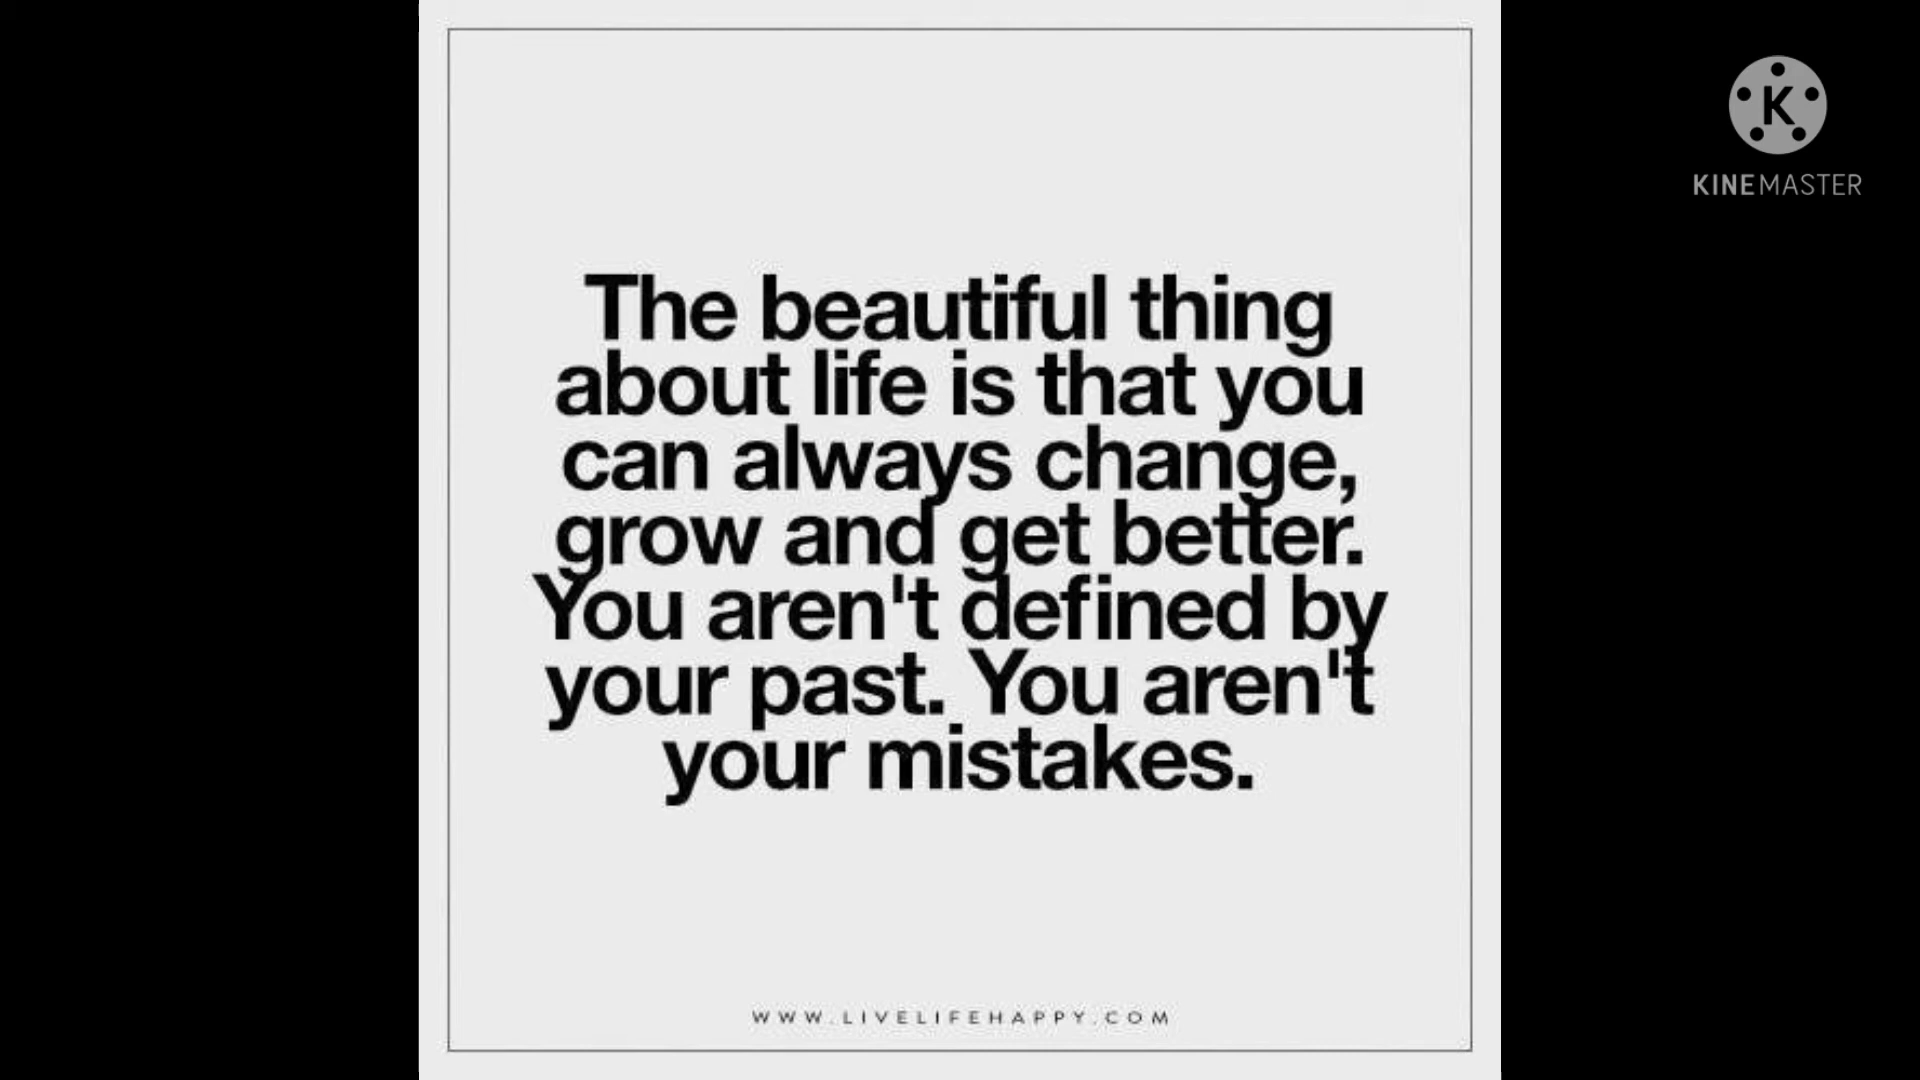 KINEMASTER
The beautiful thing
about life is that you
can always change,
grow and get better.
You aren't defined by
your past. You aren't
your mistakes.
WWW.LIVELIFEHAPPY.COM